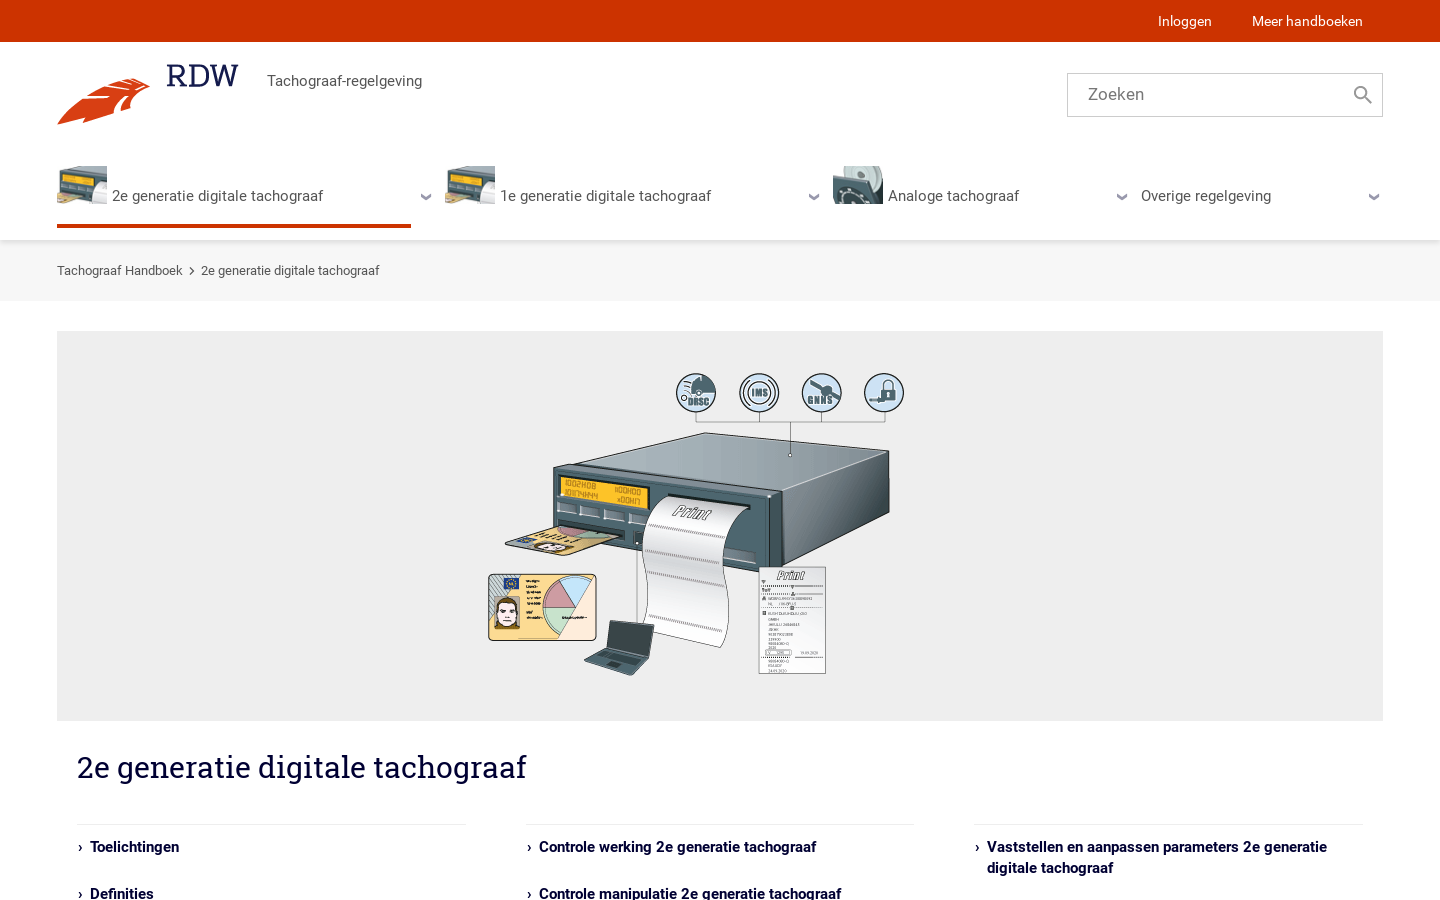 Inloggen
Meer handboeken
RDW
Tachograaf-regelgeving
Zoeken
2e generatie digitale tachograaf
1e generatie digitale tachograaf
Analoge tachograaf
Overige regelgeving
Tachograaf Handboek
2e generatie digitale tachograaf
DRSC
IMS
GNNS
Print
Print
2e generatie digitale tachograaf
› Toelichtingen
› Controle werking 2e generatie tachograaf
› Vaststellen en aanpassen parameters 2e generatie
digitale tachograaf
› Definities
› Controle manipulatie 2e generatie tachograaf